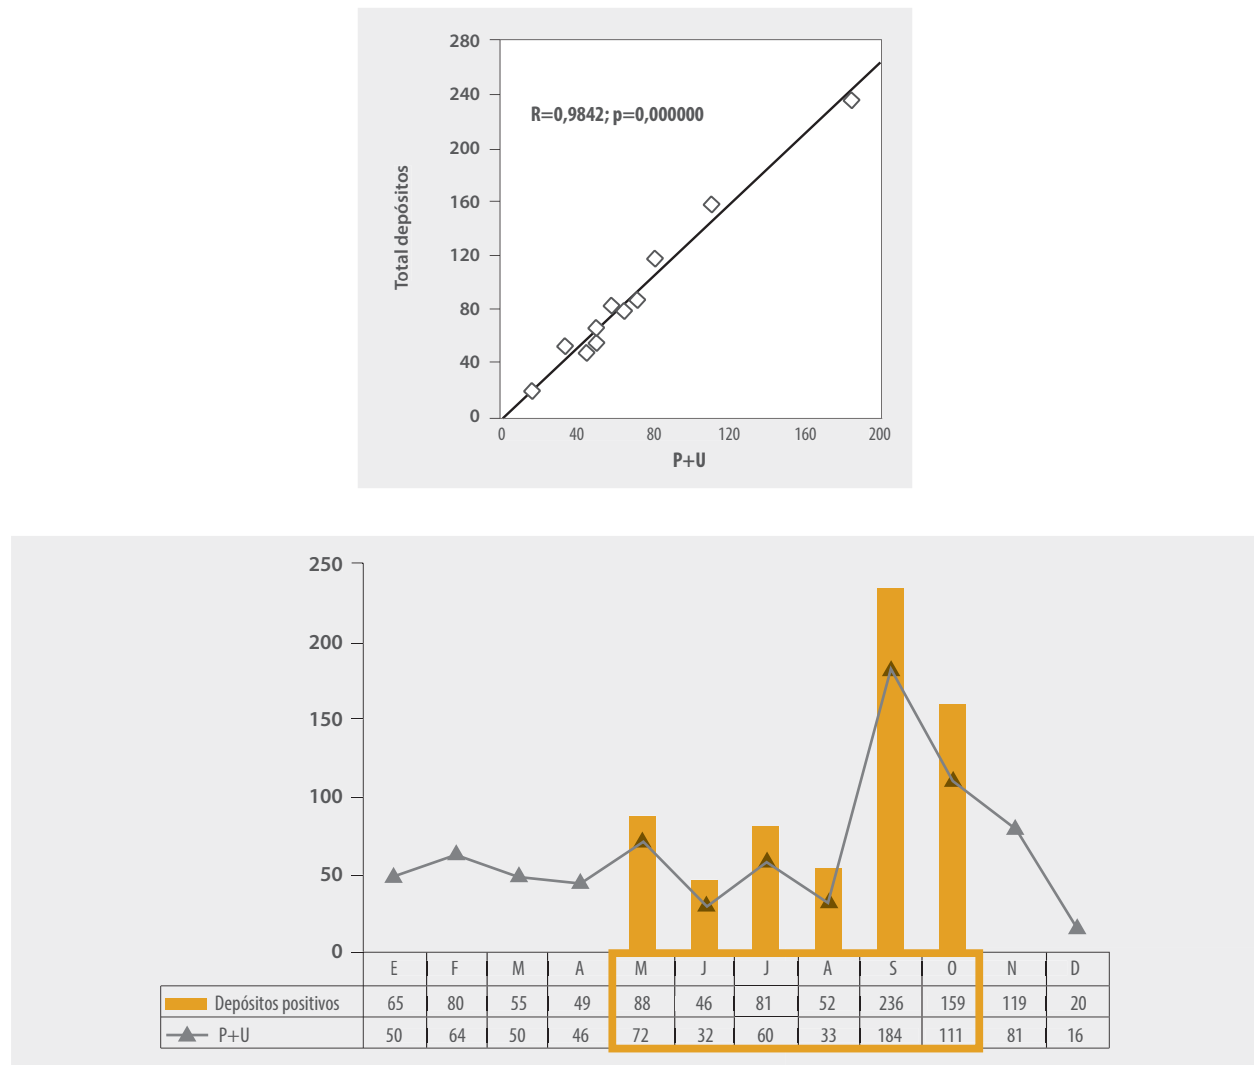 280
240
200
160
120
80
40
0
Total depósitos
R=0,9842; p=0,000000
0 40 80 120 160 200
P+U
250
200
150
100
50
0
E F M A M J J A S O N D
Depósitos positivos 65 80 55 49 88 46 81 52 236 159 119 20
P+U 50 64 50 46 72 32 60 33 184 111 81 16